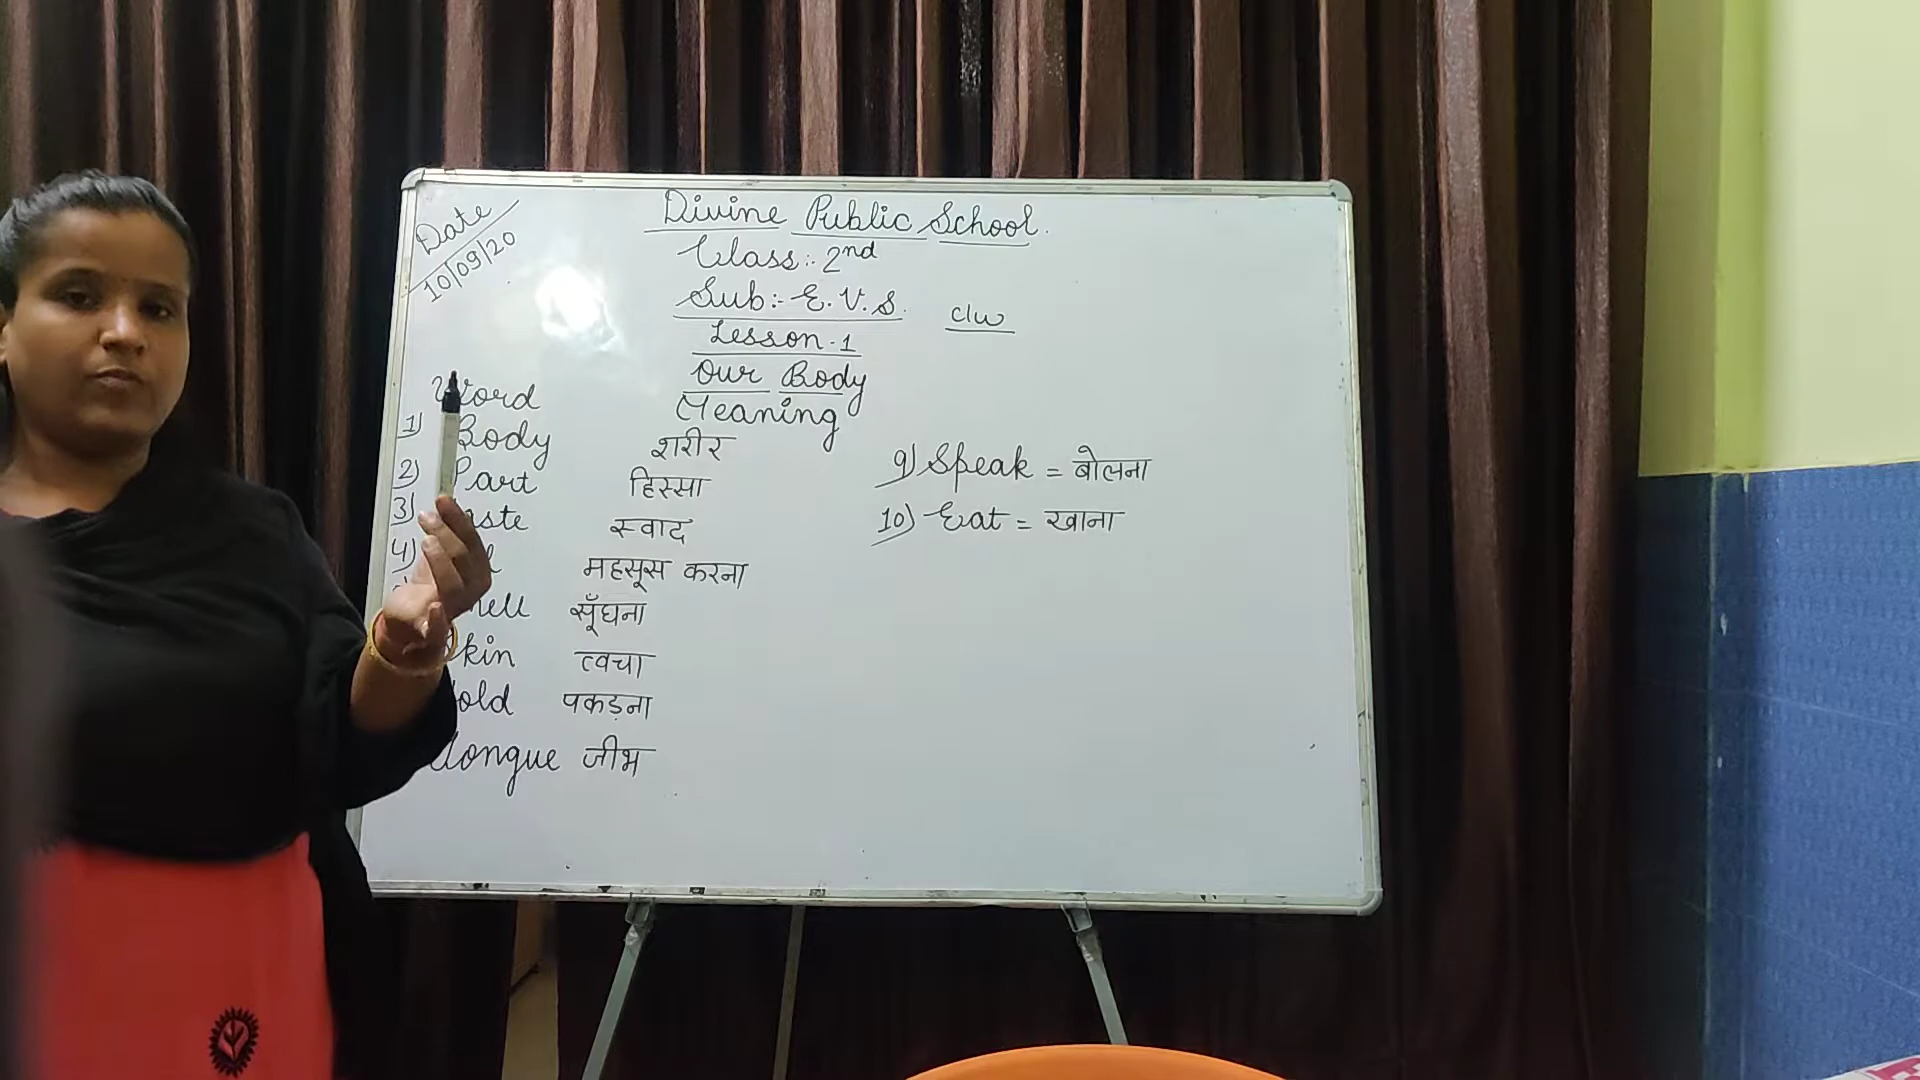 Date
10/09/20
Divine Public School.
Class:- 2nd
Sub:- E.V.S.
c/w
Lesson-1
Our Body
Word Meaning
1) Body शरीर
2) Part हिस्सा
3) स्वाद
4) महसूस करना
सूँघना
त्वचा
पकड़ना
Tongue जीभ
9) Speak = बोलना
10) Eat = खाना